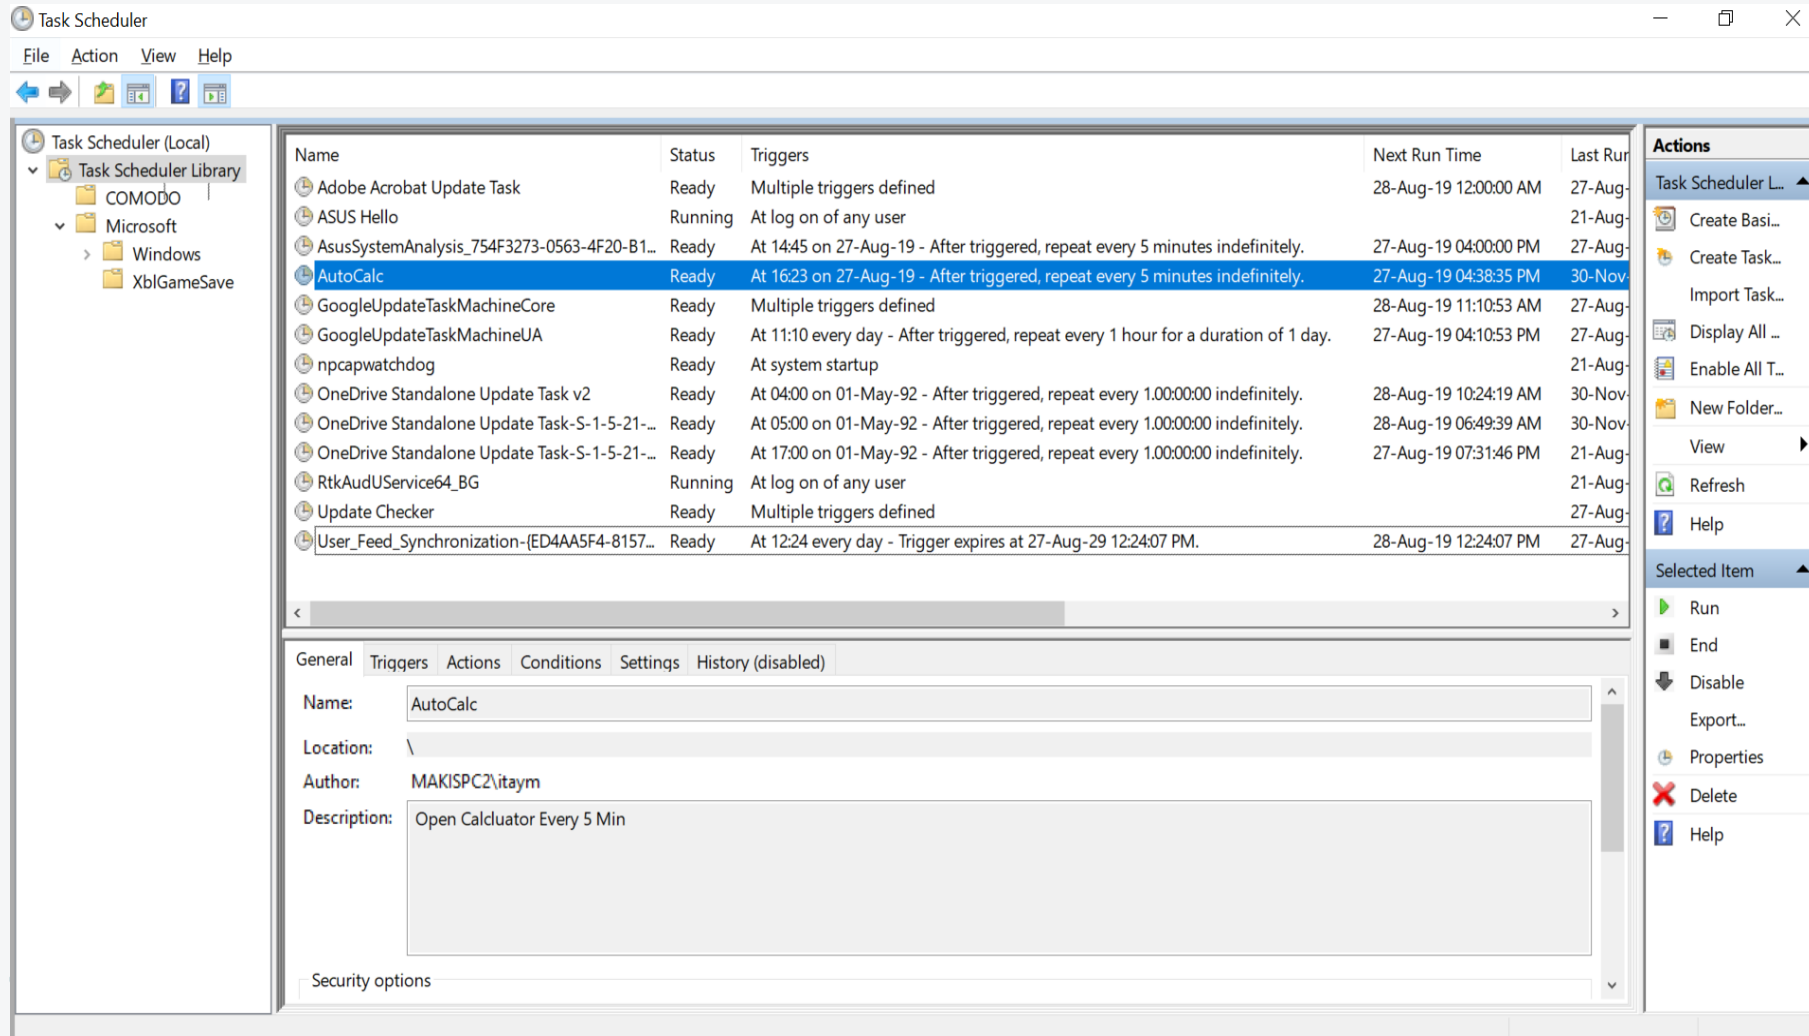 Task Scheduler
File Action View Help
Task Scheduler (Local)
Task Scheduler Library
COMODO
Microsoft
Windows
XblGameSave
Name Status Triggers Next Run Time Last Rur
Adobe Acrobat Update Task Ready Multiple triggers defined 28-Aug-19 12:00:00 AM 27-Aug-
ASUS Hello Running At log on of any user 21-Aug-
AsusSystemAnalysis_754F3273-0563-4F20-B1... Ready At 14:45 on 27-Aug-19 - After triggered, repeat every 5 minutes indefinitely. 27-Aug-19 04:00:00 PM 27-Aug-
AutoCalc Ready At 16:23 on 27-Aug-19 - After triggered, repeat every 5 minutes indefinitely. 27-Aug-19 04:38:35 PM 30-Nov-
GoogleUpdateTaskMachineCore Ready Multiple triggers defined 28-Aug-19 11:10:53 AM 27-Aug-
GoogleUpdateTaskMachineUA Ready At 11:10 every day - After triggered, repeat every 1 hour for a duration of 1 day. 27-Aug-19 04:10:53 PM 27-Aug-
npcapwatchdog Ready At system startup 21-Aug-
OneDrive Standalone Update Task v2 Ready At 04:00 on 01-May-92 - After triggered, repeat every 1.00:00:00 indefinitely. 28-Aug-19 10:24:19 AM 30-Nov-
OneDrive Standalone Update Task-S-1-5-21-... Ready At 05:00 on 01-May-92 - After triggered, repeat every 1.00:00:00 indefinitely. 28-Aug-19 06:49:39 AM 30-Nov-
OneDrive Standalone Update Task-S-1-5-21-... Ready At 17:00 on 01-May-92 - After triggered, repeat every 1.00:00:00 indefinitely. 27-Aug-19 07:31:46 PM 21-Aug-
RtkAudUService64_BG Running At log on of any user 21-Aug-
Update Checker Ready Multiple triggers defined 27-Aug-
User_Feed_Synchronization-{ED4AA5F4-8157... Ready At 12:24 every day - Trigger expires at 27-Aug-29 12:24:07 PM. 28-Aug-19 12:24:07 PM 27-Aug-
General Triggers Actions Conditions Settings History (disabled)
Name: AutoCalc
Location: \
Author: MAKISPC2\itaym
Description: Open Calcluator Every 5 Min
Security options
Actions
Task Scheduler L...
Create Basi...
Create Task...
Import Task...
Display All ...
Enable All T...
New Folder...
View
Refresh
Help
Selected Item
Run
End
Disable
Export...
Properties
Delete
Help